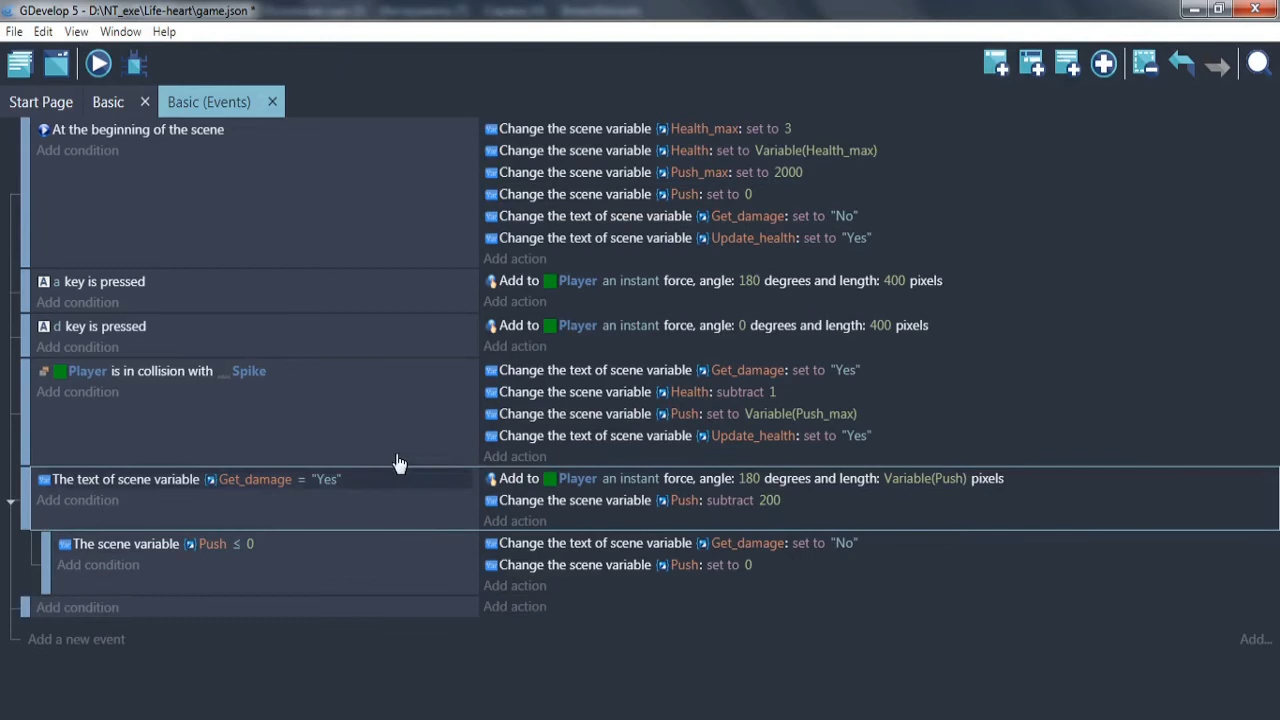 GDevelop 5 - D:\NT_exe\Life-heart\game.json *
File Edit View Window Help
Start Page Basic Basic (Events)
At the beginning of the scene
Add condition
Change the scene variable Health_max: set to 3
Change the scene variable Health: set to Variable(Health_max)
Change the scene variable Push_max: set to 2000
Change the scene variable Push: set to 0
Change the text of scene variable Get_damage: set to "No"
Change the text of scene variable Update_health: set to "Yes"
Add action
A a key is pressed
Add condition
Add to Player an instant force, angle: 180 degrees and length: 400 pixels
Add action
A d key is pressed
Add condition
Add to Player an instant force, angle: 0 degrees and length: 400 pixels
Add action
Player is in collision with Spike
Add condition
Change the text of scene variable Get_damage: set to "Yes"
Change the scene variable Health: subtract 1
Change the scene variable Push: set to Variable(Push_max)
Change the text of scene variable Update_health: set to "Yes"
Add action
The text of scene variable Get_damage = "Yes"
Add condition
Add to Player an instant force, angle: 180 degrees and length: Variable(Push) pixels
Change the scene variable Push: subtract 200
Add action
The scene variable Push ≤ 0
Add condition
Change the text of scene variable Get_damage: set to "No"
Change the scene variable Push: set to 0
Add action
Add condition
Add action
Add a new event
Add...